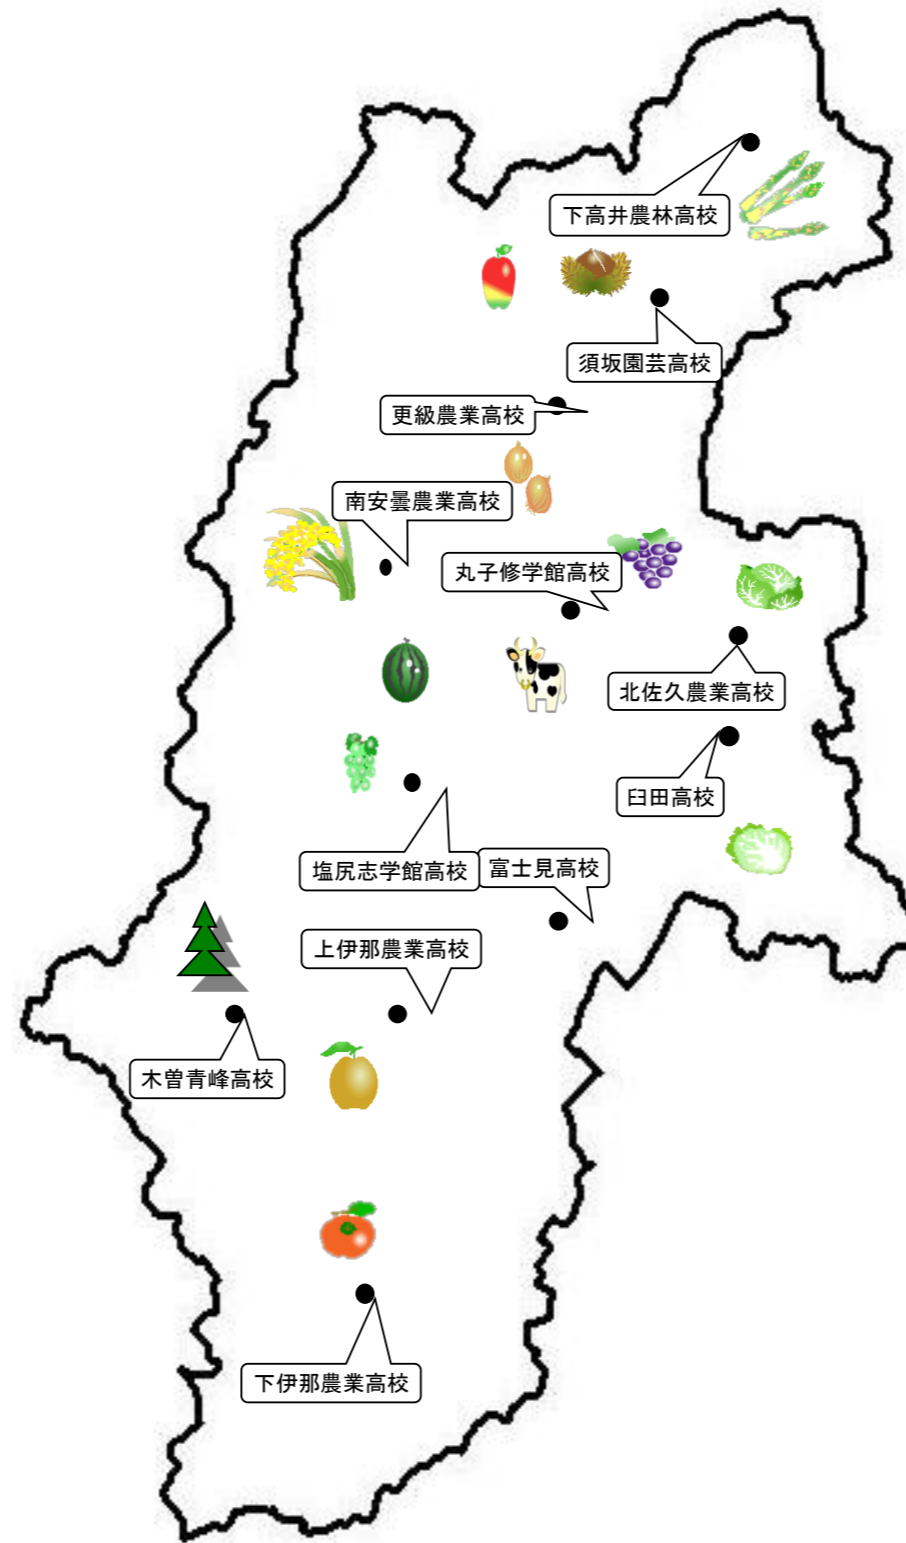 下高井農林高校
須坂園芸高校
更級農業高校
南安曇農業高校
丸子修学館高校
北佐久農業高校
臼田高校
塩尻志学館高校
富士見高校
上伊那農業高校
木曽青峰高校
下伊那農業高校